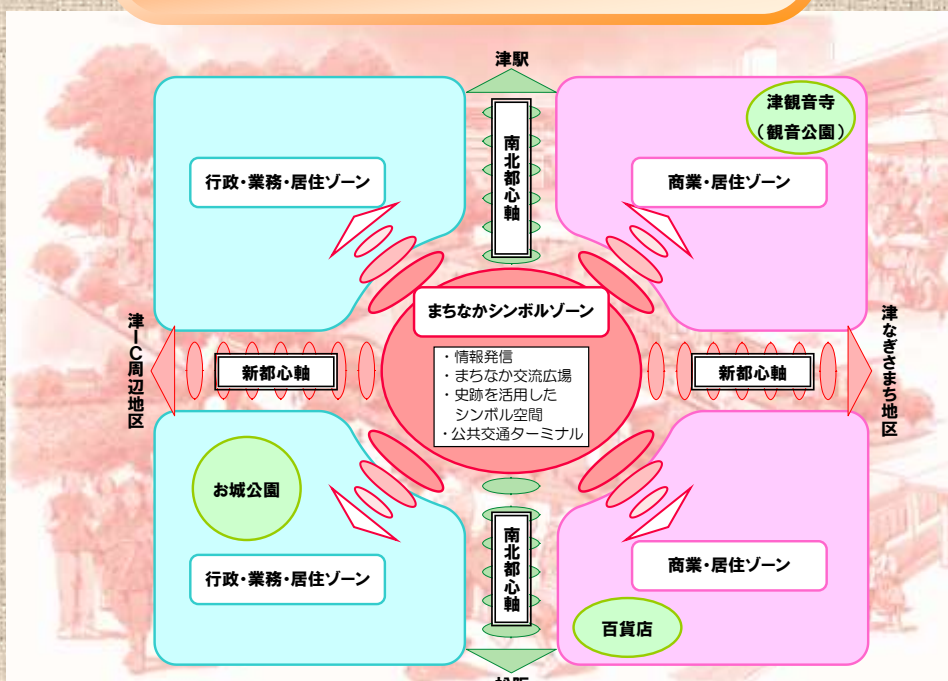 津駅
津観音寺
（観音公園）
南北都心軸
行政・業務・居住ゾーン
商業・居住ゾーン
まちなかシンボルゾーン
・情報発信
・まちなか交流広場
・史跡を活用した
シンボル空間
・公共交通ターミナル
津IC周辺地区
新都心軸
新都心軸
津なぎさまち地区
お城公園
南北都心軸
行政・業務・居住ゾーン
商業・居住ゾーン
百貨店